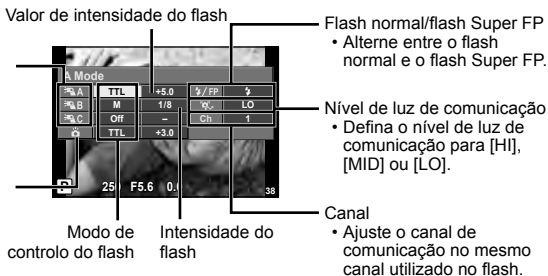 Valor de intensidade do flash
A Mode
A TTL +5.0 /FP
B M 1/8 LO
C Off – Ch 1
TTL +3.0
P 250 F5.6 0.0 38
Modo de controlo do flash
Intensidade do flash
Flash normal/flash Super FP
• Alterne entre o flash
normal e o flash Super FP.
Nível de luz de comunicação
• Defina o nível de luz de
comunicação para [HI],
[MID] ou [LO].
Canal
• Ajuste o canal de
comunicação no mesmo
canal utilizado no flash.